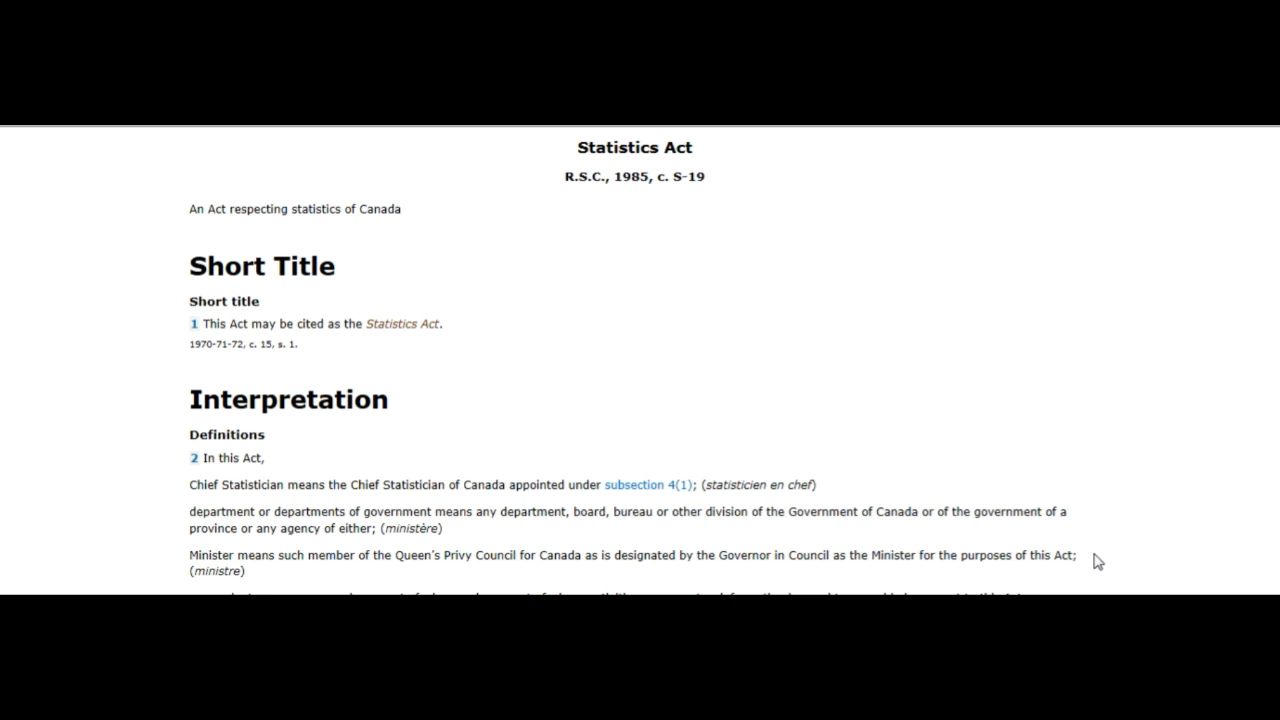 Statistics Act
R.S.C., 1985, c. S-19
An Act respecting statistics of Canada
Short Title
Short title
1 This Act may be cited as the Statistics Act.
1970-71-72, c. 15, s. 1.
Interpretation
Definitions
2 In this Act,
Chief Statistician means the Chief Statistician of Canada appointed under subsection 4(1); (statisticien en chef)
department or departments of government means any department, board, bureau or other division of the Government of Canada or of the government of a
province or any agency of either; (ministère)
Minister means such member of the Queen's Privy Council for Canada as is designated by the Governor in Council as the Minister for the purposes of this Act;
(ministre)